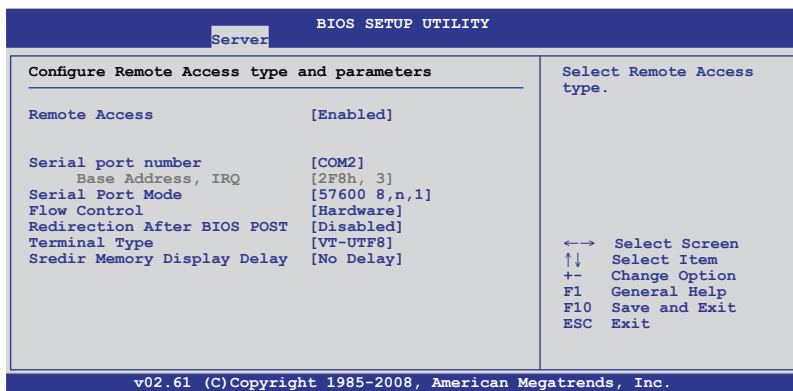 BIOS SETUP UTILITY
Server
Configure Remote Access type and parameters
Remote Access [Enabled]
Serial port number [COM2]
Base Address, IRQ [2F8h, 3]
Serial Port Mode [57600 8,n,1]
Flow Control [Hardware]
Redirection After BIOS POST [Disabled]
Terminal Type [VT-UTF8]
Sredir Memory Display Delay [No Delay]
Select Remote Access
type.
←→ Select Screen
↑↓ Select Item
+- Change Option
F1 General Help
F10 Save and Exit
ESC Exit
v02.61 (C)Copyright 1985-2008, American Megatrends, Inc.